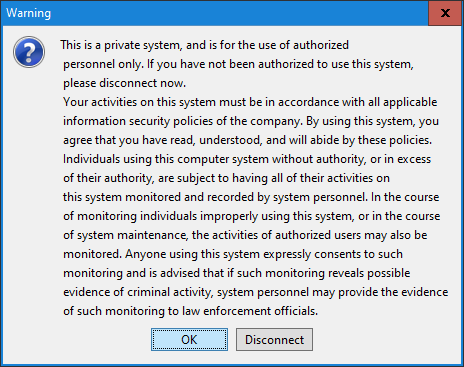 Warning
This is a private system, and is for the use of authorized
personnel only. If you have not been authorized to use this system,
please disconnect now.
Your activities on this system must be in accordance with all applicable
information security policies of the company. By using this system, you
agree that you have read, understood, and will abide by these policies.
Individuals using this computer system without authority, or in excess
of their authority, are subject to having all of their activities on
this system monitored and recorded by system personnel. In the course
of monitoring individuals improperly using this system, or in the course
of system maintenance, the activities of authorized users may also be
monitored. Anyone using this system expressly consents to such
monitoring and is advised that if such monitoring reveals possible
evidence of criminal activity, system personnel may provide the evidence
of such monitoring to law enforcement officials.
OK Disconnect